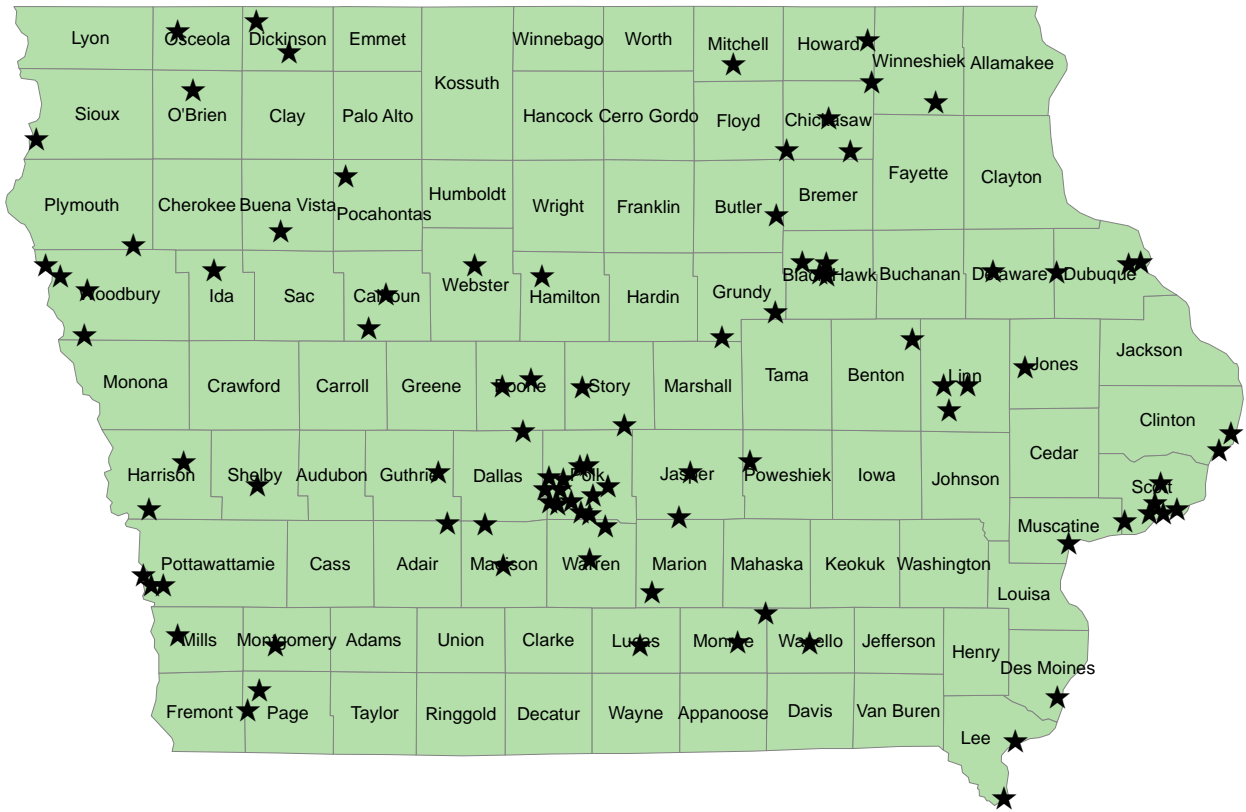 Lyon Osceola Dickinson Emmet Winnebago Worth Mitchell Howard Winneshiek Allamakee
Kossuth
Sioux O'Brien Clay Palo Alto Hancock Cerro Gordo Floyd Chickasaw
Fayette Clayton
Plymouth Cherokee Buena Vista Pocahontas Humboldt Wright Franklin Butler Bremer
Woodbury Ida Sac Calhoun Webster Hamilton Hardin Grundy Black Hawk Buchanan Delaware Dubuque
Monona Crawford Carroll Greene Boone Story Marshall Tama Benton Linn Jones Jackson
Clinton
Harrison Shelby Audubon Guthrie Dallas Polk Jasper Poweshiek Iowa Johnson Cedar Scott
Muscatine
Pottawattamie Cass Adair Madison Warren Marion Mahaska Keokuk Washington
Louisa
Mills Montgomery Adams Union Clarke Lucas Monroe Wapello Jefferson Henry Des Moines
Fremont Page Taylor Ringgold Decatur Wayne Appanoose Davis Van Buren
Lee